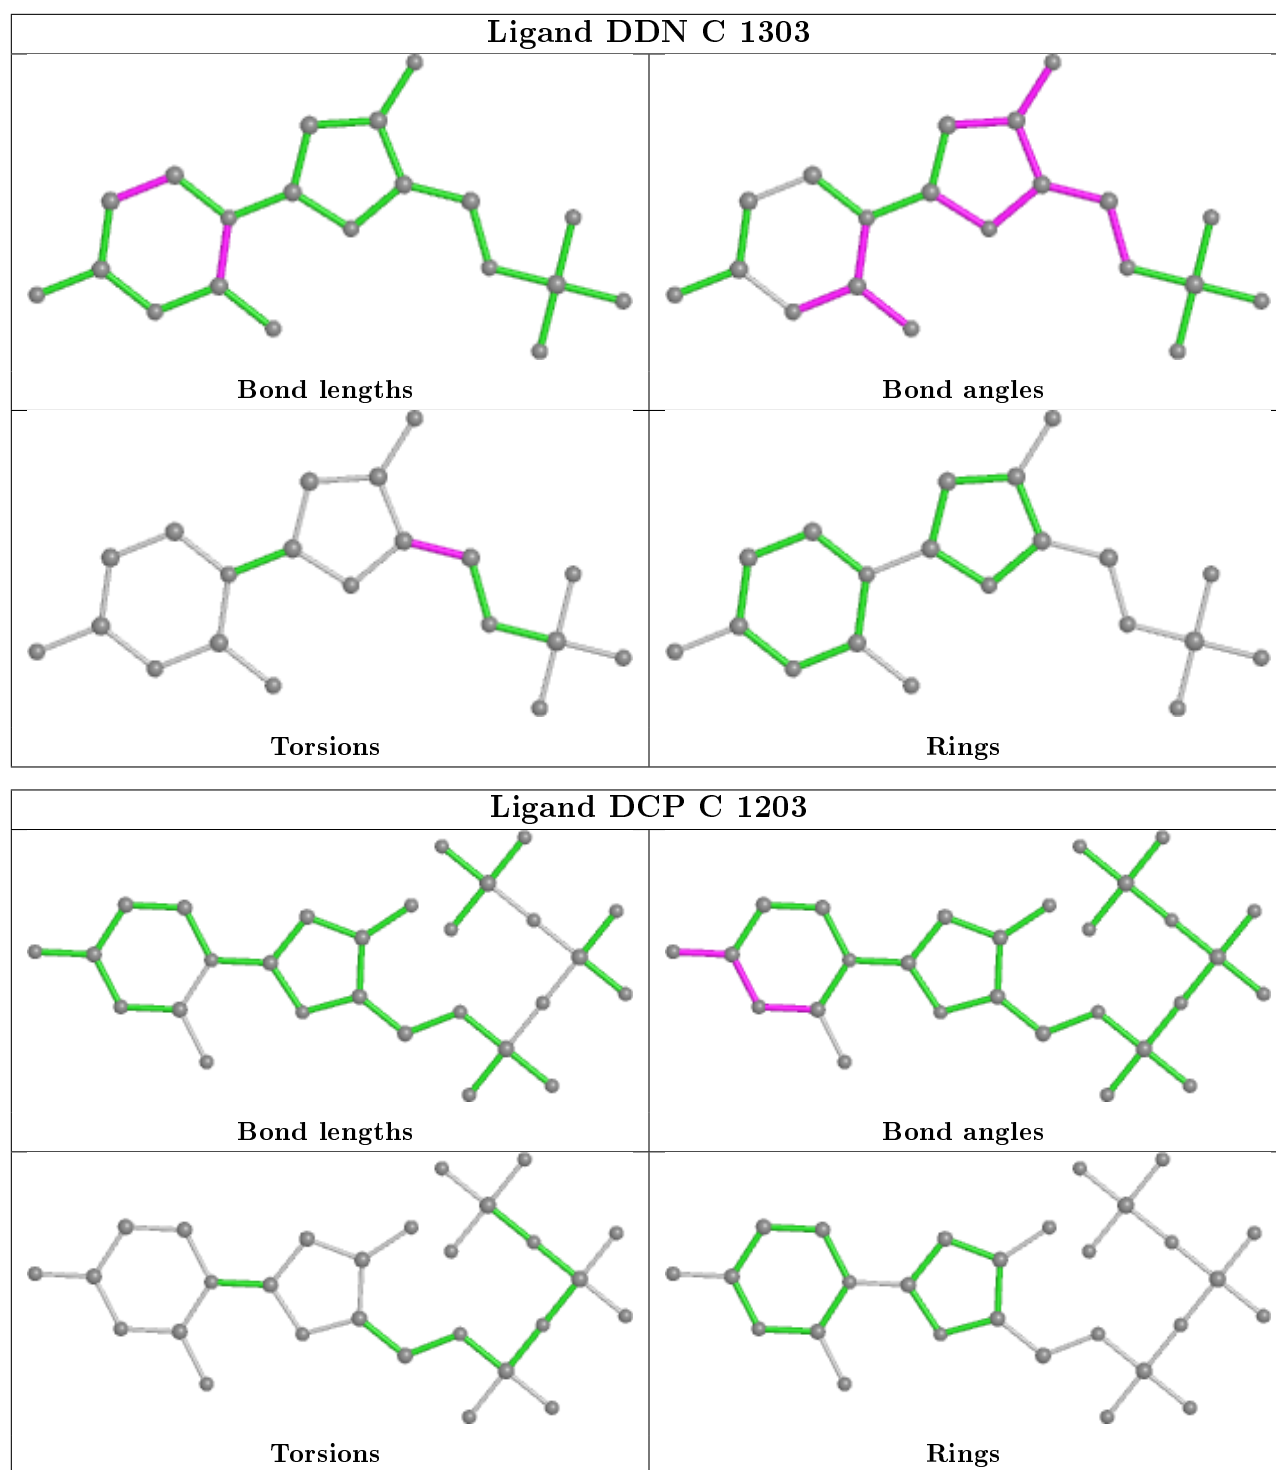 Ligand DDN C 1303
Bond lengths
Bond angles
Torsions
Rings
Ligand DCP C 1203
Bond lengths
Bond angles
Torsions
Rings